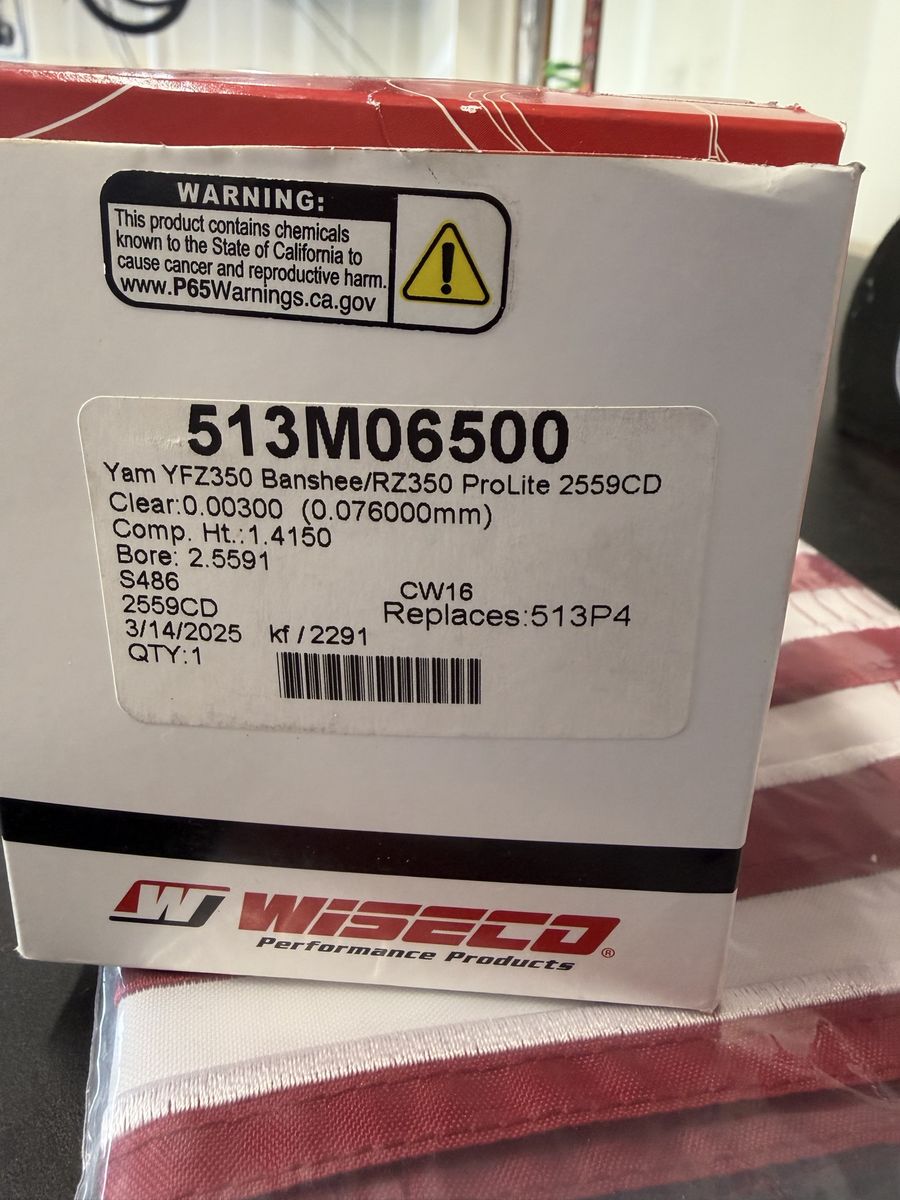 WARNING:
This product contains chemicals
known to the State of California to
cause cancer and reproductive harm.
www.P65Warnings.ca.gov
513M06500
Yam YFZ350 Banshee/RZ350 ProLite 2559CD
Clear:0.00300 (0.076000mm)
Comp. Ht.:1.4150
Bore: 2.5591
S486
CW16
2559CD
Replaces:513P4
3/14/2025 kf / 2291
QTY:1
W WISECO®
Performance Products